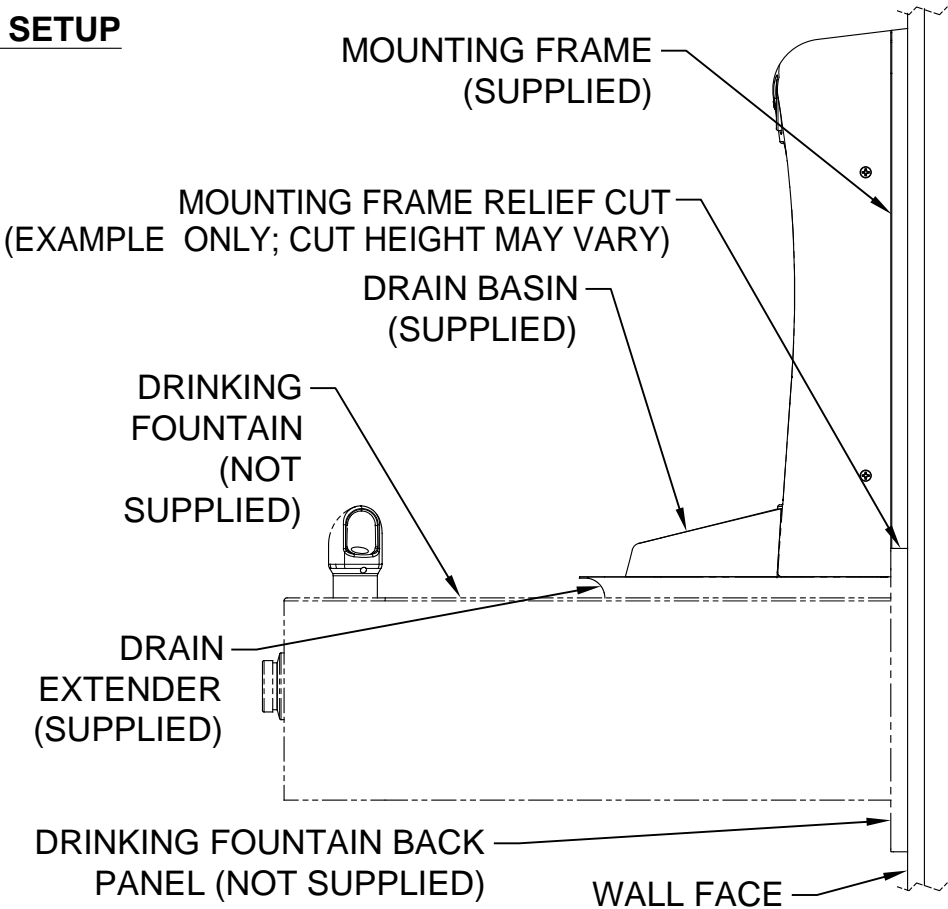 SETUP
MOUNTING FRAME
(SUPPLIED)
MOUNTING FRAME RELIEF CUT
(EXAMPLE ONLY; CUT HEIGHT MAY VARY)
DRAIN BASIN
(SUPPLIED)
DRINKING
FOUNTAIN
(NOT
SUPPLIED)
DRAIN
EXTENDER
(SUPPLIED)
DRINKING FOUNTAIN BACK
PANEL (NOT SUPPLIED)
WALL FACE